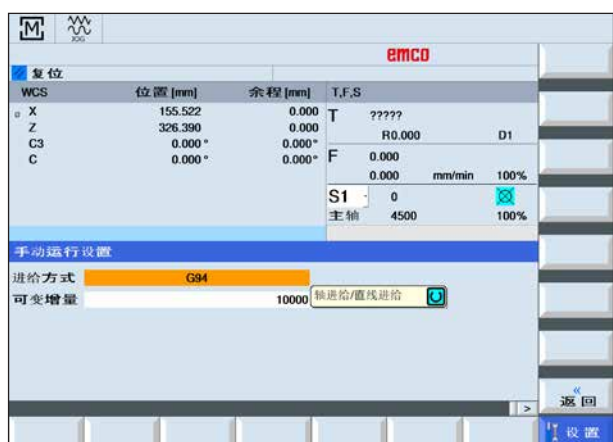 M
JOG
emco
复位
WCS 位置 [mm] 余程 [mm] T,F,S
X 155.522 0.000 T ?????
Z 326.390 0.000 R0.000 D1
C3 0.000 ° 0.000°
C 0.000 ° 0.000° F 0.000
0.000 mm/min 100%
S1 0
主轴 4500 100%
手动运行设置
进给方式 G94
可变增量 10000 轴进给/直线进给
«
返回
>
设置